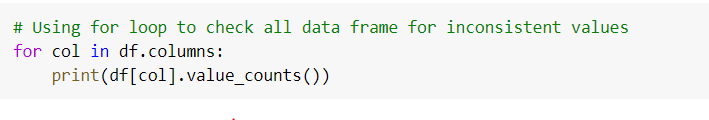 # Using for loop to check all data frame for inconsistent values
for col in df.columns:
    print(df[col].value_counts())